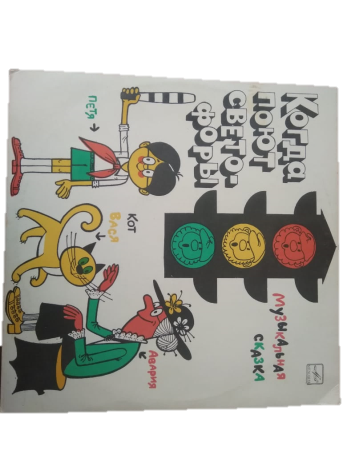 КОГДА
ПОЮТ
СВЕТО-
ФОРЫ
МУЗЫКАЛЬНАЯ
СКАЗКА
ПЕТЯ
КОТ
ВАСЯ
АВАРИЯ